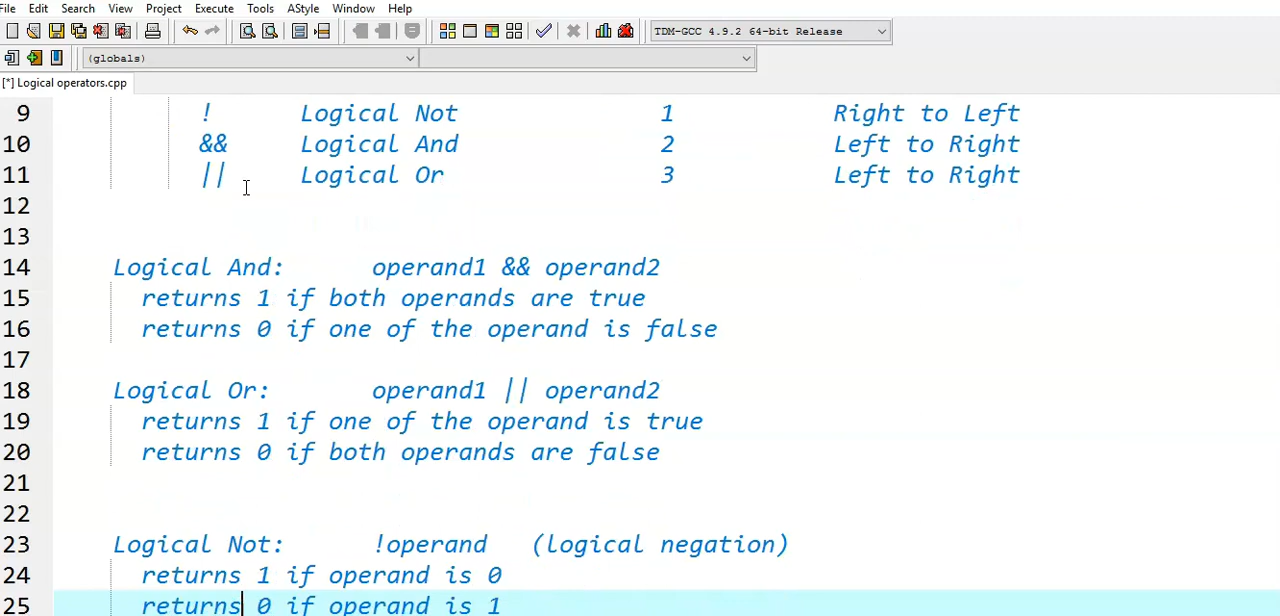 File Edit Search View Project Execute Tools AStyle Window Help
TDM-GCC 4.9.2 64-bit Release
(globals)
[*] Logical operators.cpp
9 ! Logical Not 1 Right to Left
10 && Logical And 2 Left to Right
11 || Logical Or 3 Left to Right
12
13
14 Logical And: operand1 && operand2
15 returns 1 if both operands are true
16 returns 0 if one of the operand is false
17
18 Logical Or: operand1 || operand2
19 returns 1 if one of the operand is true
20 returns 0 if both operands are false
21
22
23 Logical Not: !operand (logical negation)
24 returns 1 if operand is 0
25 returns 0 if operand is 1